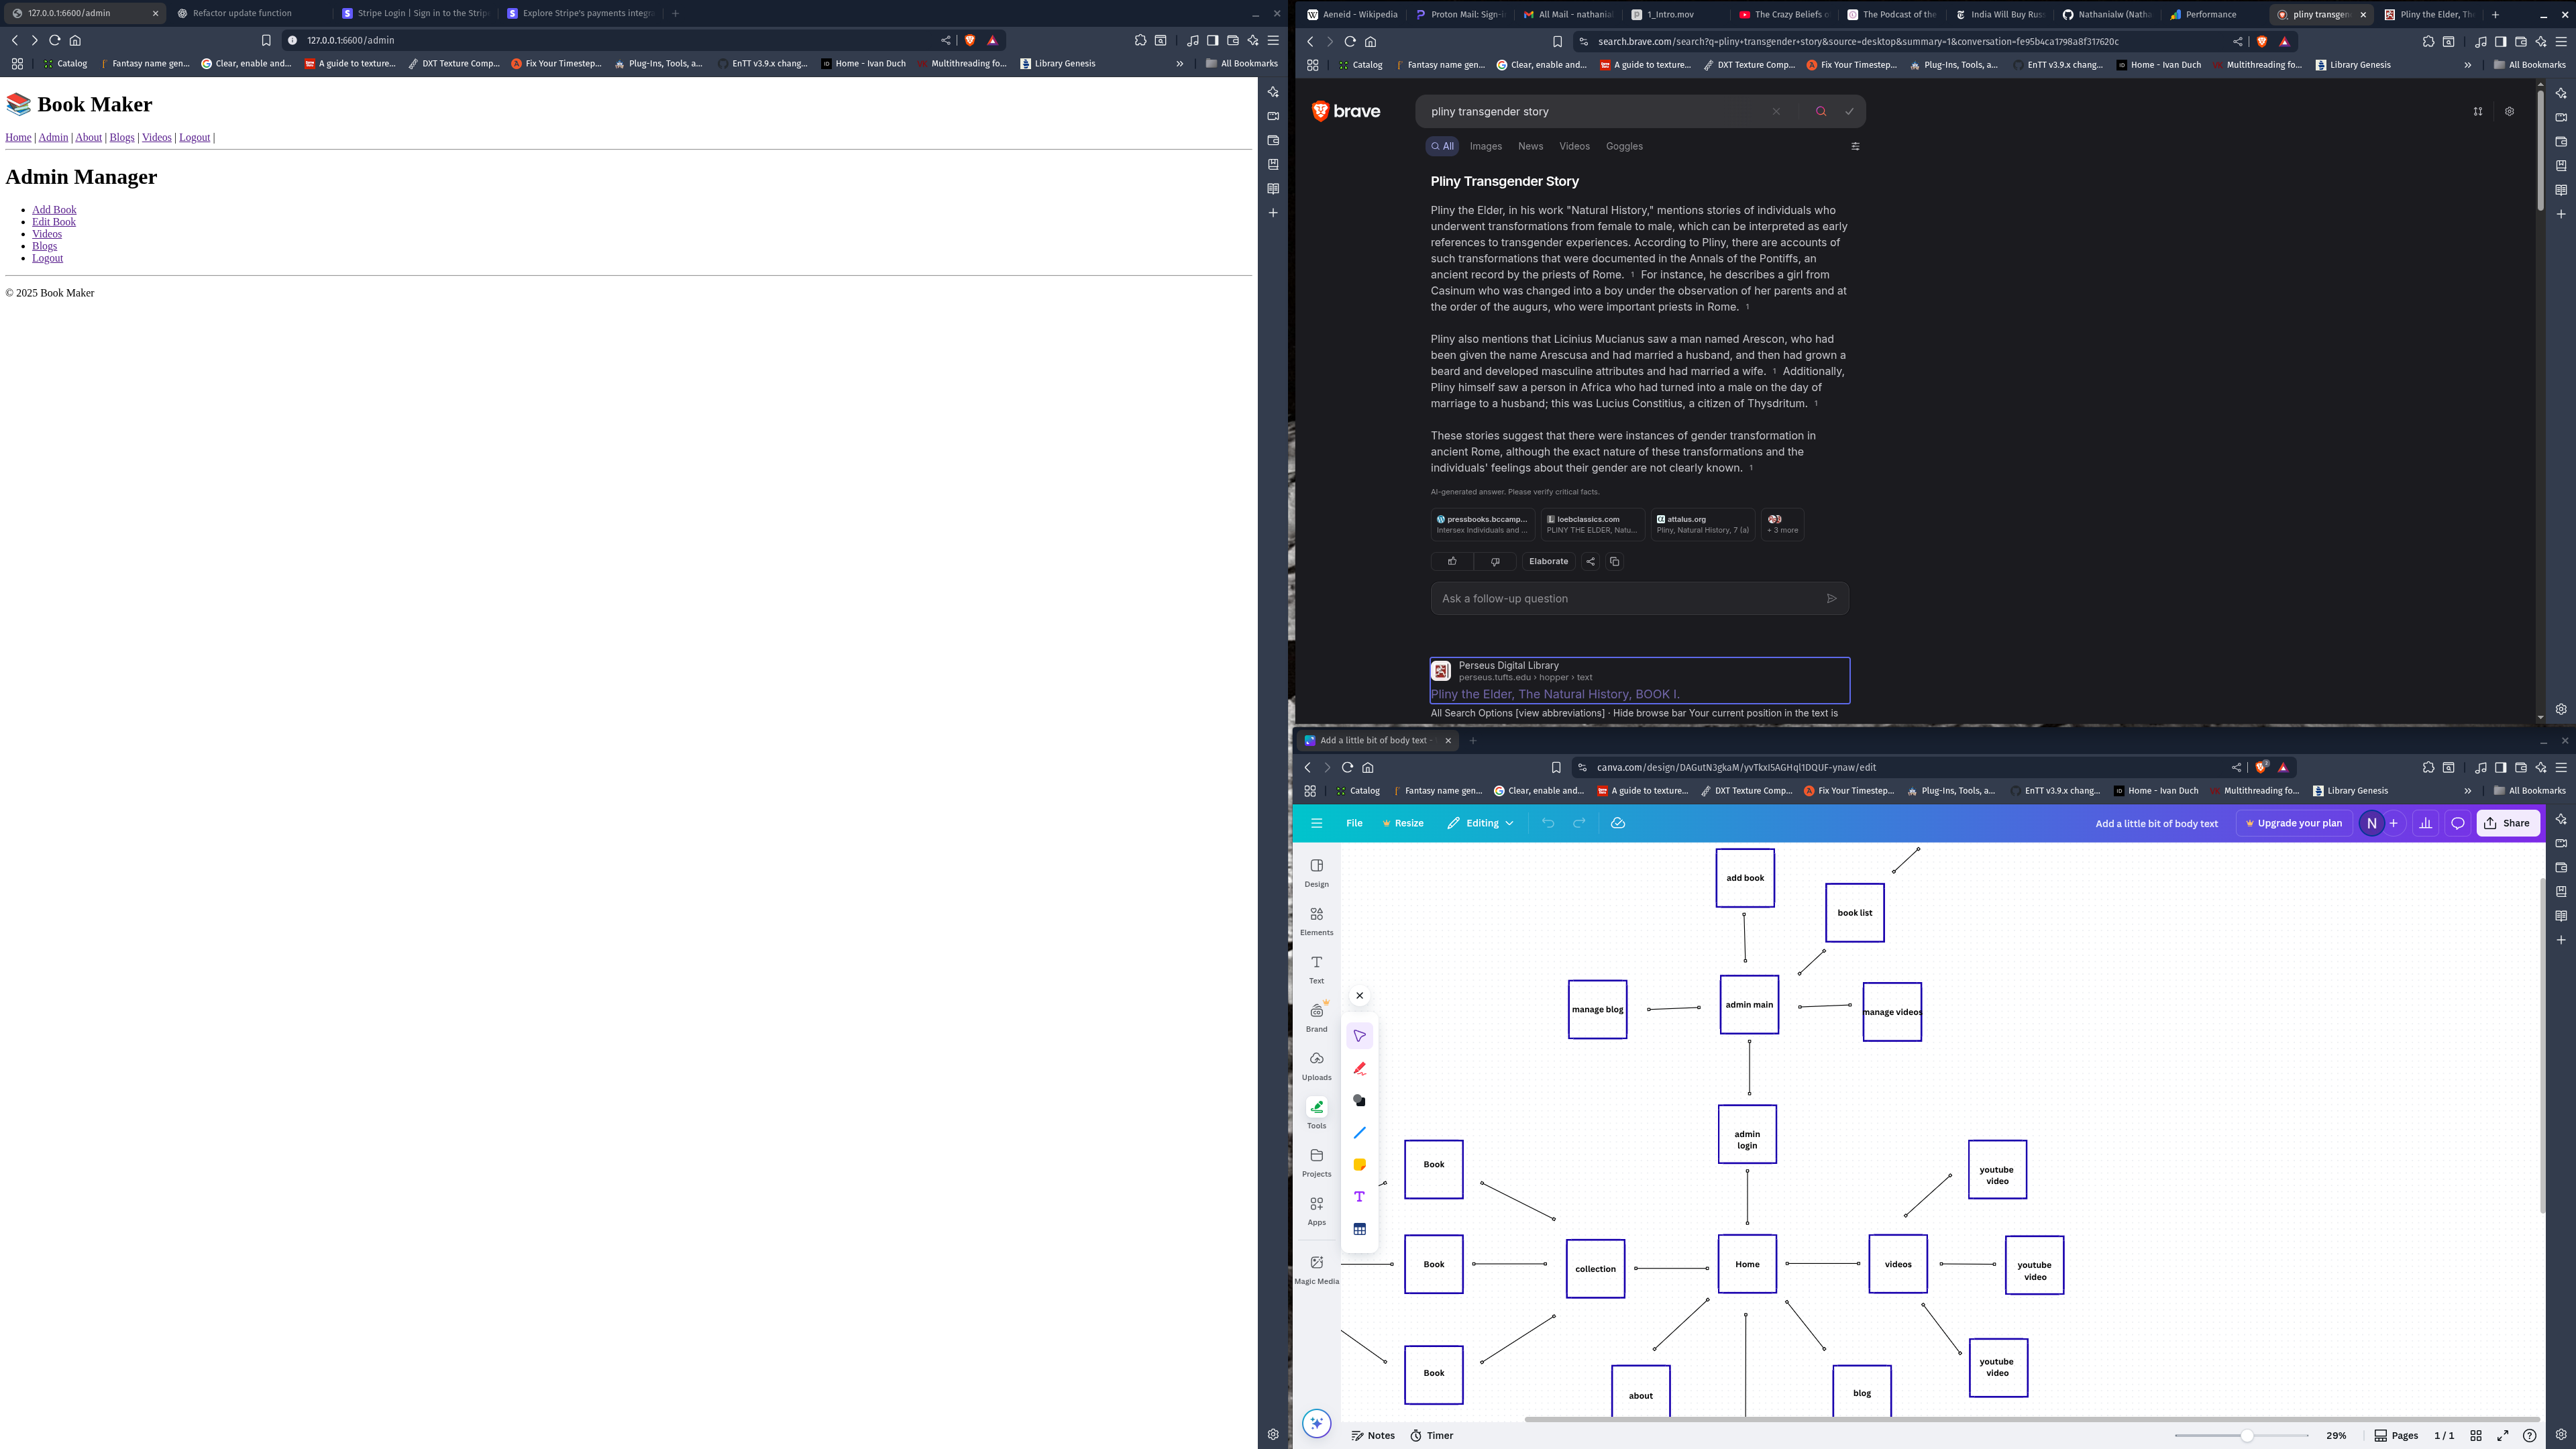 127.0.0.1:6600/admin
Refactor update function
Stripe Login | Sign in to the Strip
Explore Stripe's payments integra
127.0.0.1:6600/admin
Catalog
Fantasy name gen...
Clear, enable and...
A guide to texture...
DXT Texture Comp...
Fix Your Timestep...
Plug-Ins, Tools, a...
EnTT v3.9.x chang...
Home - Ivan Duch
Multithreading fo...
Library Genesis
All Bookmarks
📚 Book Maker
Home | Admin | About | Blogs | Videos | Logout |
Admin Manager
• Add Book
• Edit Book
• Videos
• Blogs
• Logout
© 2025 Book Maker
Aeneid - Wikipedia
Proton Mail: Sign-i
All Mail - nathania
1_Intro.mov
The Crazy Beliefs o
The Podcast of the
India Will Buy Rus
Nathanialw (Natha
Performance
pliny transgen
Pliny the Elder, Th
search.brave.com/search?q=pliny+transgender+story&source=desktop&summary=1&conversation=fe95b4ca1798a8f317620c
Catalog
Fantasy name gen...
Clear, enable and...
A guide to texture...
DXT Texture Comp...
Fix Your Timestep...
Plug-Ins, Tools, a...
EnTT v3.9.x chang...
Home - Ivan Duch
Multithreading fo...
Library Genesis
All Bookmarks
brave
pliny transgender story
All
Images
News
Videos
Goggles
Pliny Transgender Story
Pliny the Elder, in his work "Natural History," mentions stories of individuals who
underwent transformations from female to male, which can be interpreted as early
references to transgender experiences. According to Pliny, there are accounts of
such transformations that were documented in the Annals of the Pontiffs, an
ancient record by the priests of Rome. 1 For instance, he describes a girl from
Casinum who was changed into a boy under the observation of her parents and at
the order of the augurs, who were important priests in Rome. 1
Pliny also mentions that Licinius Mucianus saw a man named Arescon, who had
been given the name Arescusa and had married a husband, and then had grown a
beard and developed masculine attributes and had married a wife. 1 Additionally,
Pliny himself saw a person in Africa who had turned into a male on the day of
marriage to a husband; this was Lucius Constitius, a citizen of Thysdritum. 1
These stories suggest that there were instances of gender transformation in
ancient Rome, although the exact nature of these transformations and the
individuals' feelings about their gender are not clearly known. 1
AI-generated answer. Please verify critical facts.
pressbooks.bccamp...
Intersex Individuals and ...
loebclassics.com
PLINY THE ELDER, Natu...
attalus.org
Pliny, Natural History, 7 (a)
+ 3 more
Elaborate
Ask a follow-up question
Perseus Digital Library
perseus.tufts.edu › hopper › text
Pliny the Elder, The Natural History, BOOK I.
All Search Options [view abbreviations] · Hide browse bar Your current position in the text is
Add a little bit of body text -
canva.com/design/DAGutN3gkaM/yvTkxI5AGHql1DQUF-ynaw/edit
Catalog
Fantasy name gen...
Clear, enable and...
A guide to texture...
DXT Texture Comp...
Fix Your Timestep...
Plug-Ins, Tools, a...
EnTT v3.9.x chang...
Home - Ivan Duch
Multithreading fo...
Library Genesis
All Bookmarks
File
Resize
Editing
Add a little bit of body text
Upgrade your plan
N
Share
Design
Elements
Text
Brand
Uploads
Tools
Projects
Apps
Magic Media
add book
book list
manage blog
admin main
manage videos
admin
login
Book
youtube
video
Book
collection
Home
videos
youtube
video
Book
youtube
video
about
blog
Notes
Timer
29%
Pages
1 / 1